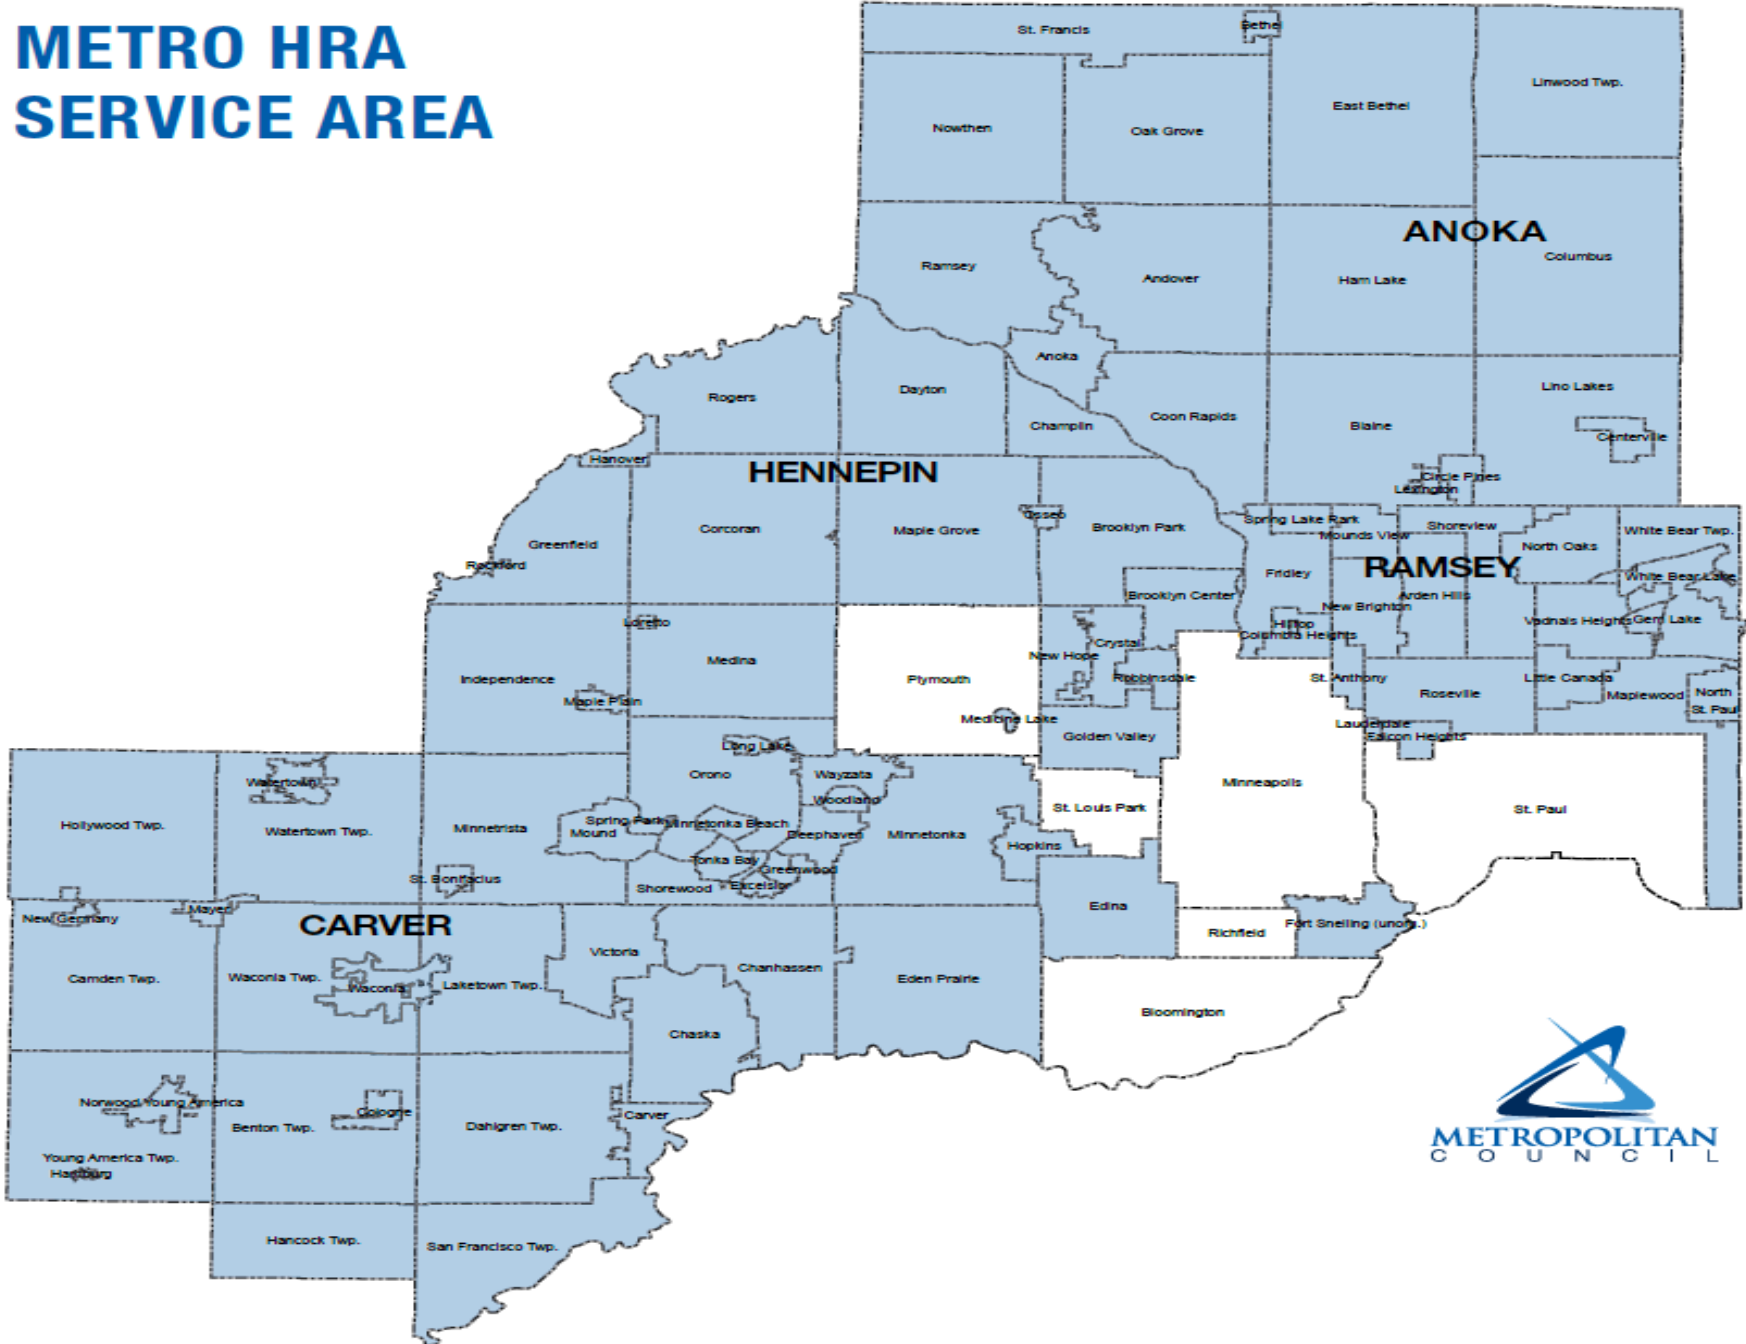 METRO HRA
SERVICE AREA
St. Francis
Bethel
Linwood Twp.
East Bethel
Nowthen
Oak Grove
ANOKA
Columbus
Ramsey
Andover
Ham Lake
Anoka
Lino Lakes
Dayton
Rogers
Coon Rapids
Champlin
Blaine
Centerville
Hanover
HENNEPIN
Circle Pines
Lexington
Osseo
Corcoran
Maple Grove
Brooklyn Park
Spring Lake Park
Shoreview
White Bear Twp.
Mounds View
North Oaks
Greenfield
Rockford
RAMSEY
Fridley
White Bear Lake
Brooklyn Center
Arden Hills
New Brighton
Loretto
Hilltop
Vadnais Heights
Gem Lake
Columbia Heights
Crystal
New Hope
Medina
Independence
Plymouth
Robbinsdale
St. Anthony
Little Canada
Roseville
Maplewood
North
St. Paul
Maple Plain
Medicine Lake
Lauderdale
Falcon Heights
Golden Valley
Long Lake
Orono
Wayzata
Watertown
Minneapolis
Woodland
St. Louis Park
St. Paul
Hollywood Twp.
Watertown Twp.
Minnetrista
Spring Park
Mound
Minnetonka Beach
Deephaven
Minnetonka
Hopkins
Tonka Bay
Greenwood
St. Bonifacius
Shorewood
Excelsior
Edina
New Germany
Mayer
CARVER
Richfield
Fort Snelling (unorg.)
Victoria
Chanhassen
Camden Twp.
Waconia Twp.
Waconia
Laketown Twp.
Eden Prairie
Bloomington
Chaska
Norwood Young America
Cologne
Carver
Benton Twp.
Dahlgren Twp.
Young America Twp.
Hamburg
Hancock Twp.
San Francisco Twp.
METROPOLITAN
COUNCIL